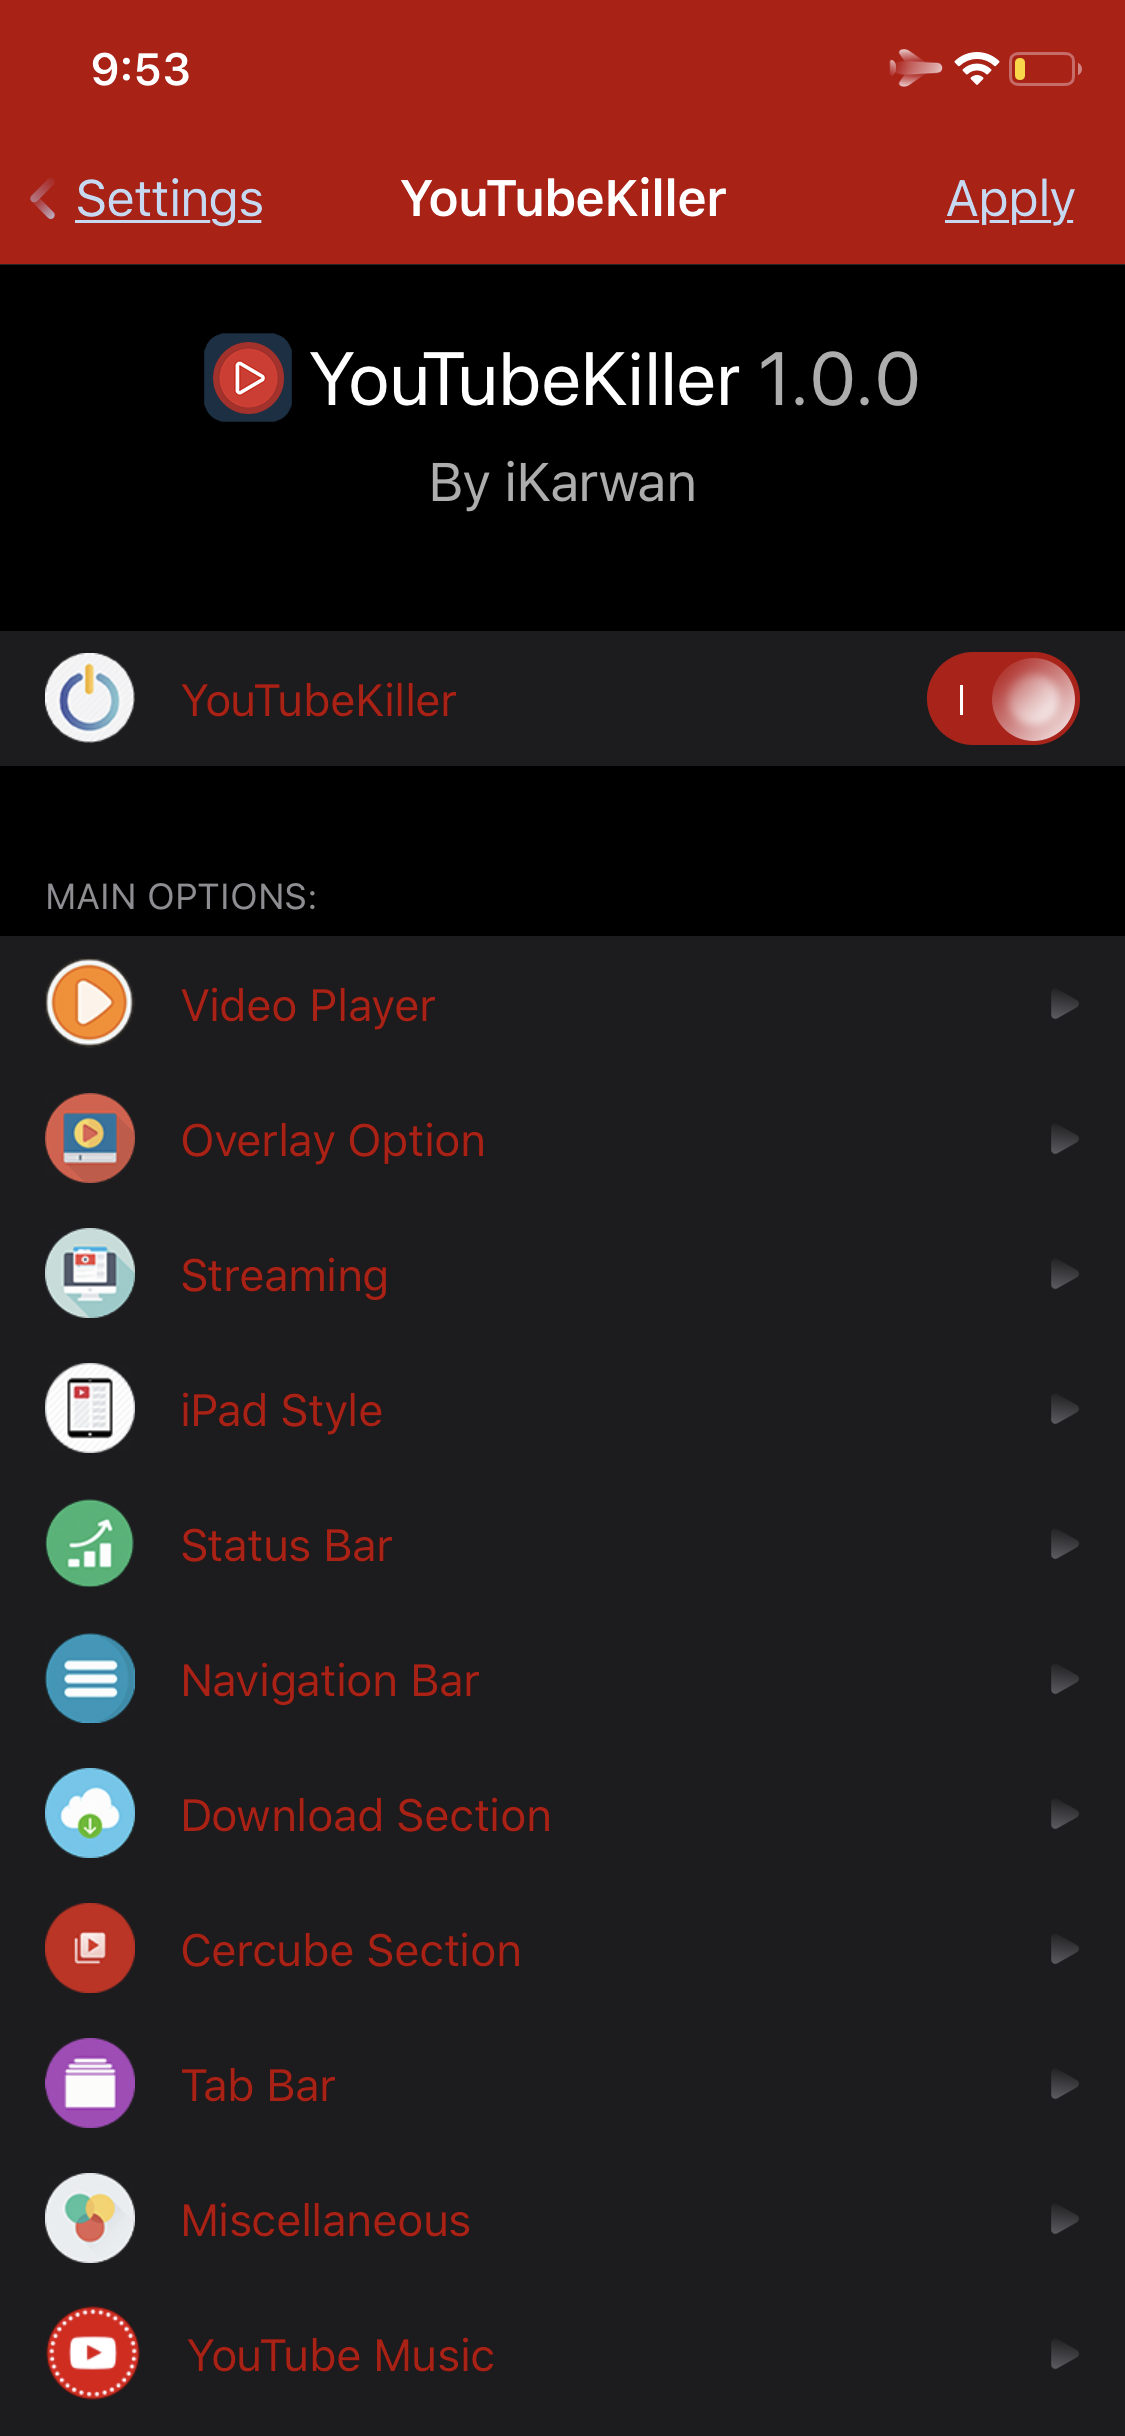 9:53
Settings YouTubeKiller Apply
YouTubeKiller 1.0.0
By iKarwan
YouTubeKiller
MAIN OPTIONS:
Video Player
Overlay Option
Streaming
iPad Style
Status Bar
Navigation Bar
Download Section
Cercube Section
Tab Bar
Miscellaneous
YouTube Music